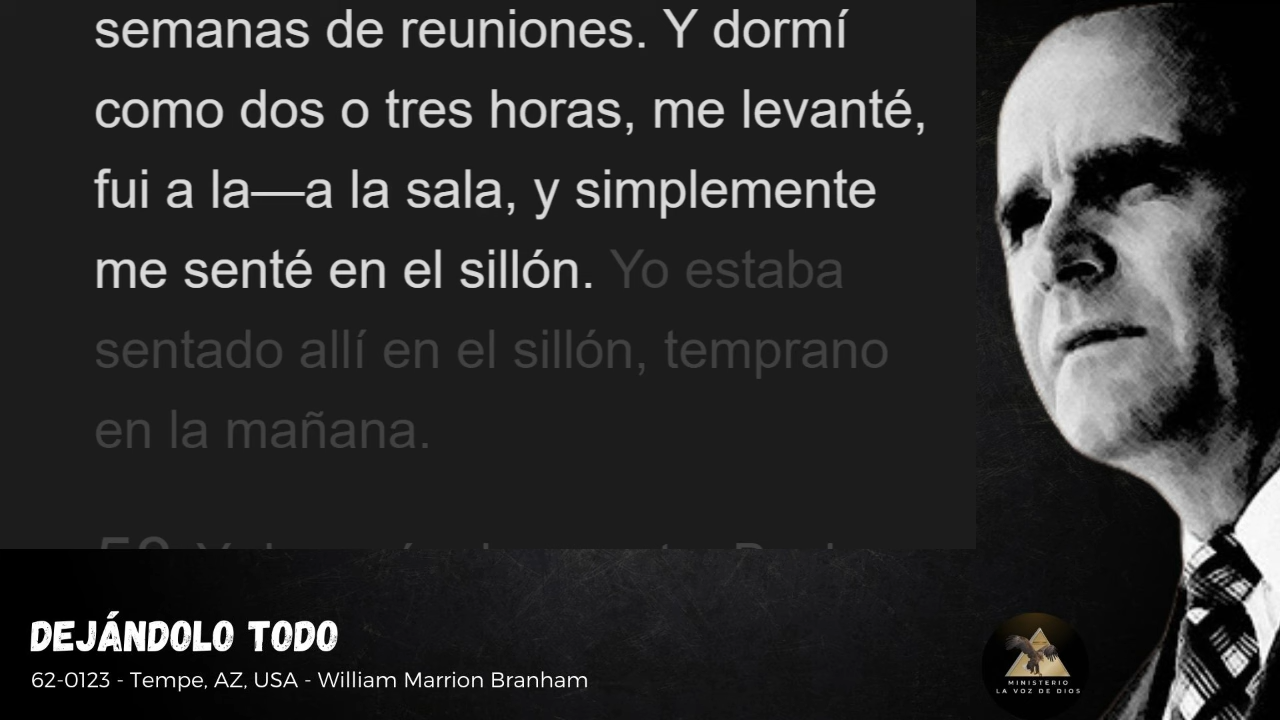 semanas de reuniones. Y dormí
como dos o tres horas, me levanté,
fui a la—a la sala, y simplemente
me senté en el sillón. Yo estaba
sentado allí en el sillón, temprano
en la mañana.
DEJÁNDOLO TODO
62-0123 - Tempe, AZ, USA - William Marrion Branham
MINISTERIO
LA VOZ DE DIOS